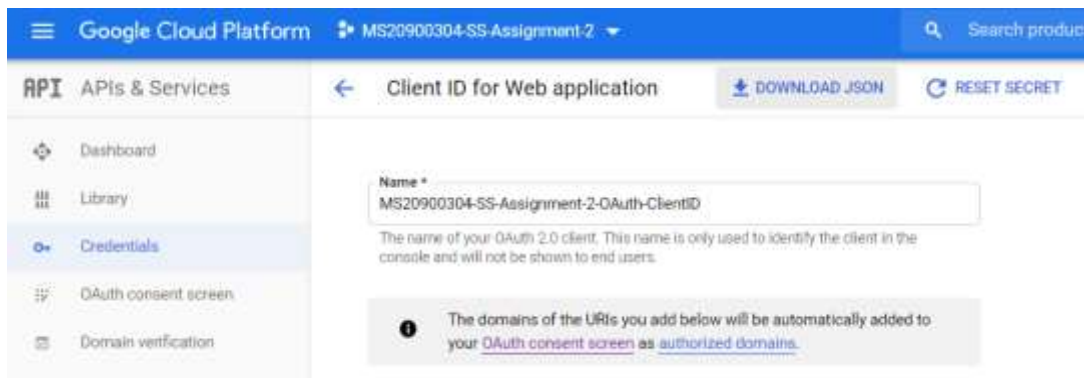 Google Cloud Platform MS20900304-SS-Assignment-2 Search produc
API APIs & Services Client ID for Web application DOWNLOAD JSON RESET SECRET
Dashboard
Library
Credentials
OAuth consent screen
Domain verification
Name *
MS20900304-SS-Assignment-2-OAuth-ClientID
The name of your OAuth 2.0 client. This name is only used to identify the client in the
console and will not be shown to end users.
The domains of the URIs you add below will be automatically added to
your OAuth consent screen as authorized domains.